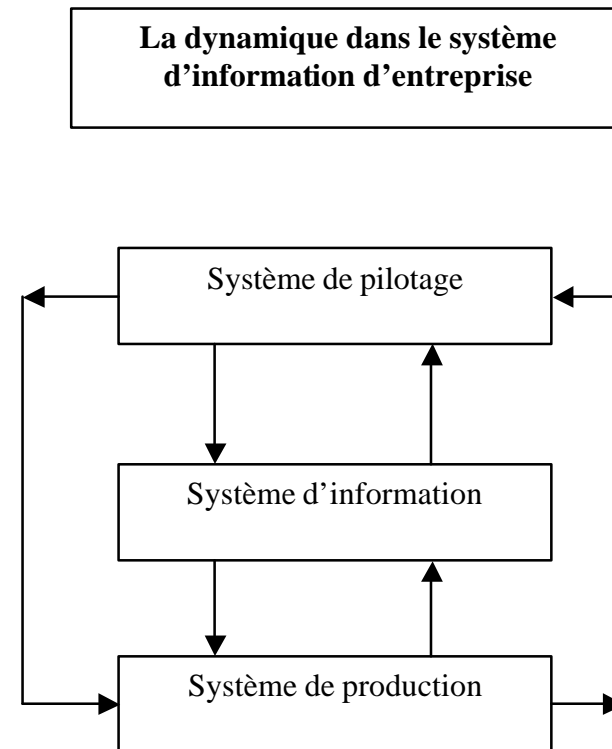 La dynamique dans le système
d’information d’entreprise
Système de pilotage
Système d’information
Système de production